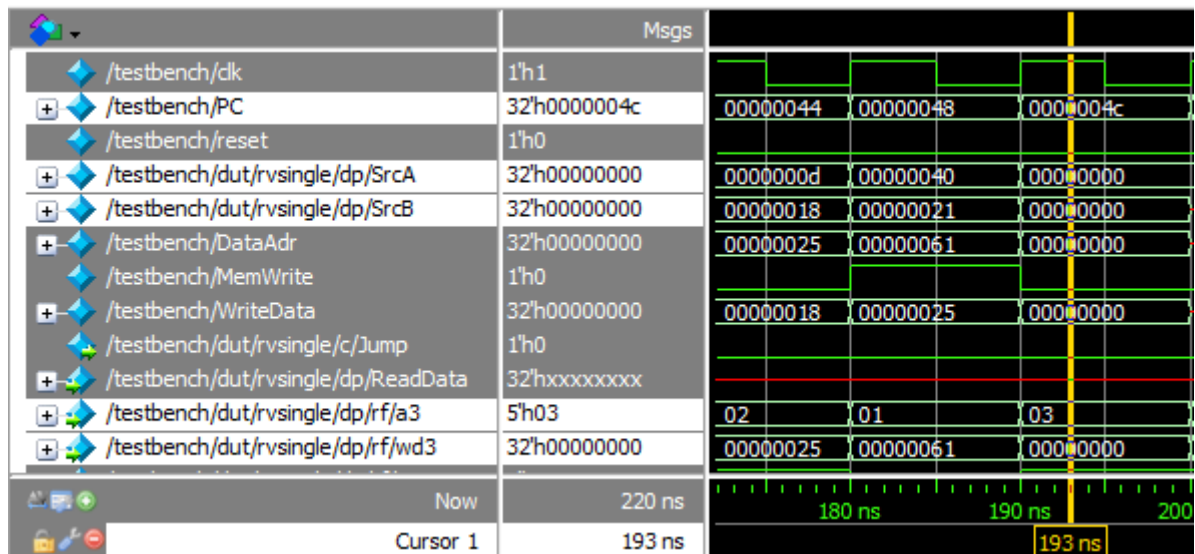 Msgs
/testbench/clk 1'h1
/testbench/PC 32'h0000004c 00000044 00000048 0000004c
/testbench/reset 1'h0
/testbench/dut/rvsingle/dp/SrcA 32'h00000000 0000000d 00000040 00000000
/testbench/dut/rvsingle/dp/SrcB 32'h00000000 00000018 00000021 00000000
/testbench/DataAdr 32'h00000000 00000025 00000061 00000000
/testbench/MemWrite 1'h0
/testbench/WriteData 32'h00000000 00000018 00000025 00000000
/testbench/dut/rvsingle/c/Jump 1'h0
/testbench/dut/rvsingle/dp/ReadData 32'hxxxxxxxx
/testbench/dut/rvsingle/dp/rf/a3 5'h03 02 01 03
/testbench/dut/rvsingle/dp/rf/wd3 32'h00000000 00000025 00000061 00000000
Now 220 ns 180 ns 190 ns 200
Cursor 1 193 ns 193 ns